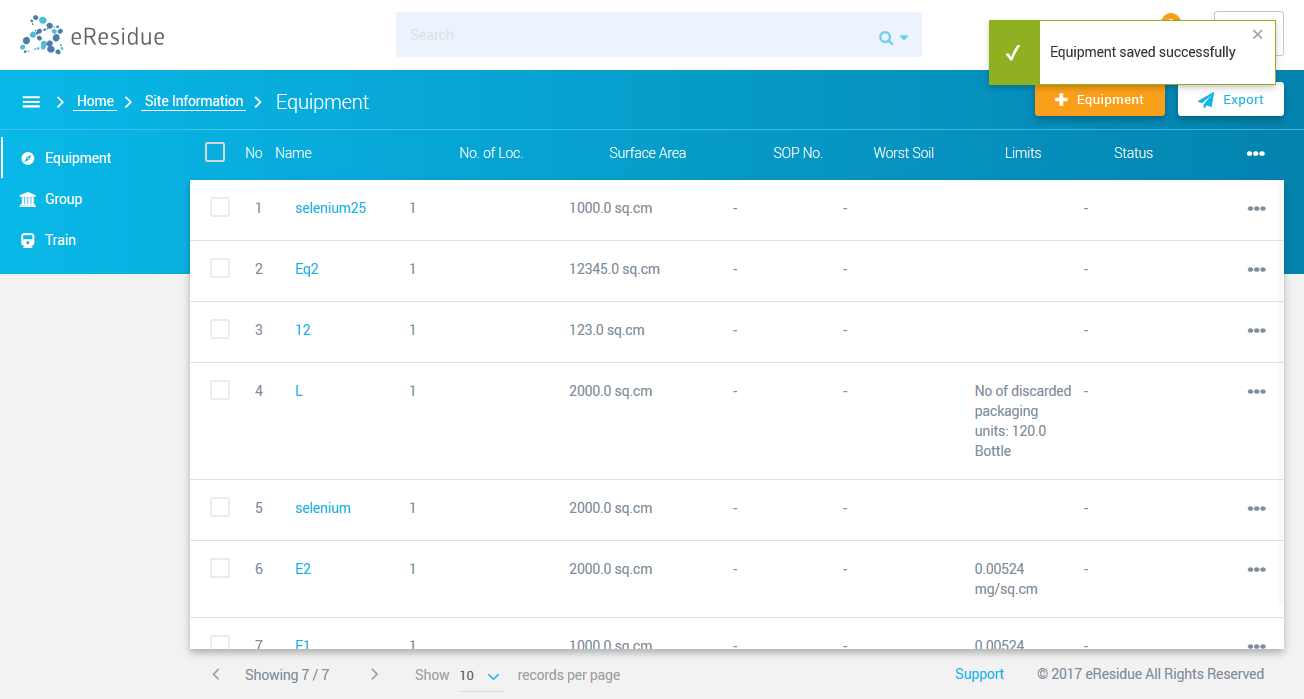 eResidue
Search
Equipment saved successfully
Home
Site Information
Equipment
Equipment
Export
Equipment
Group
Train
No Name No. of Loc. Surface Area SOP No. Worst Soil Limits Status
1 selenium25 1 1000.0 sq.cm - - -
2 Eq2 1 12345.0 sq.cm - - -
3 12 1 123.0 sq.cm - - -
4 L 1 2000.0 sq.cm - - No of discarded -
packaging
units: 120.0
Bottle
5 selenium 1 2000.0 sq.cm - - -
6 E2 1 2000.0 sq.cm - - 0.00524 -
mg/sq.cm
7 E1 1 1000.0 sq.cm - - 0.00524 -
Showing 7 / 7
Show 10 records per page
Support
© 2017 eResidue All Rights Reserved